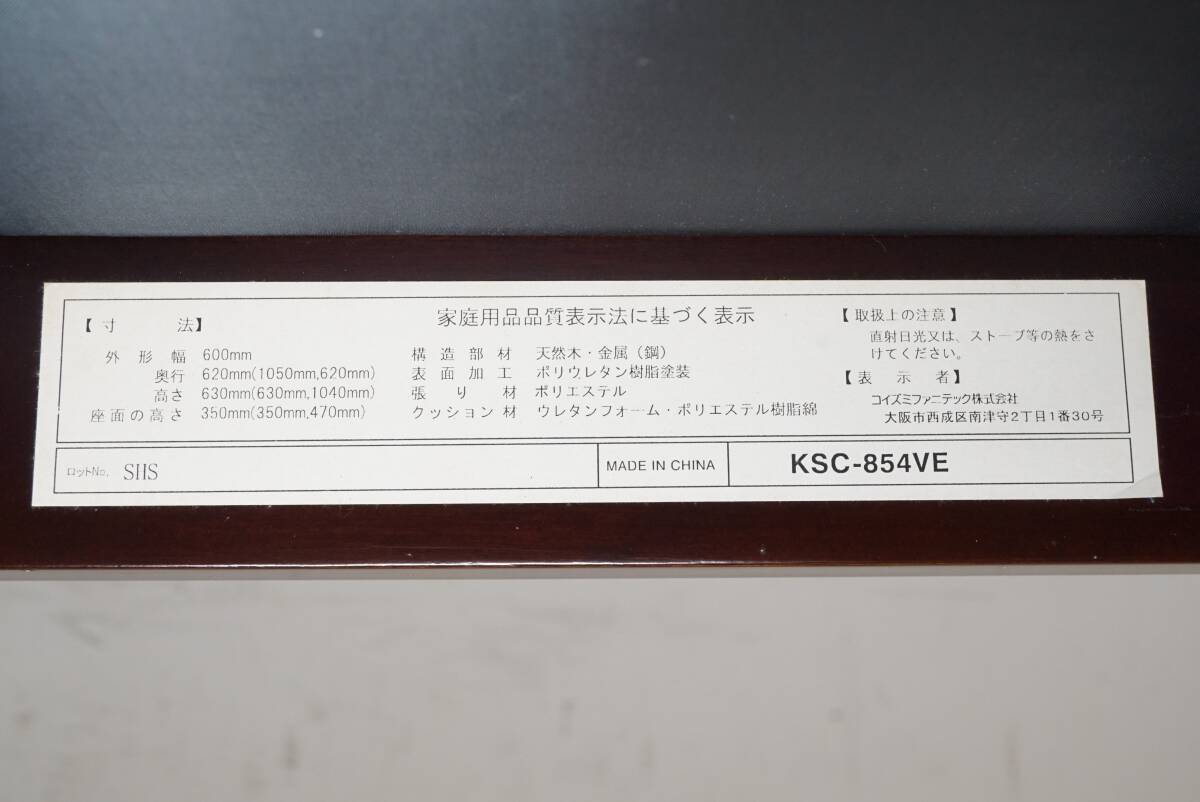 家庭用品品質表示法に基づく表示
【寸　　法】
外形幅 600mm
奥行 620mm(1050mm,620mm)
高さ 630mm(630mm,1040mm)
座面の高さ 350mm(350mm,470mm)
構造部材 天然木・金属(鋼)
表面加工 ポリウレタン樹脂塗装
張り材 ポリエステル
クッション材 ウレタンフォーム・ポリエステル樹脂綿
【取扱上の注意】
直射日光又は、ストーブ等の熱をさ
けてください。
【表示者】
コイズミファニテック株式会社
大阪市西成区南津守2丁目1番30号
ロットNo. SHS
MADE IN CHINA
KSC-854VE